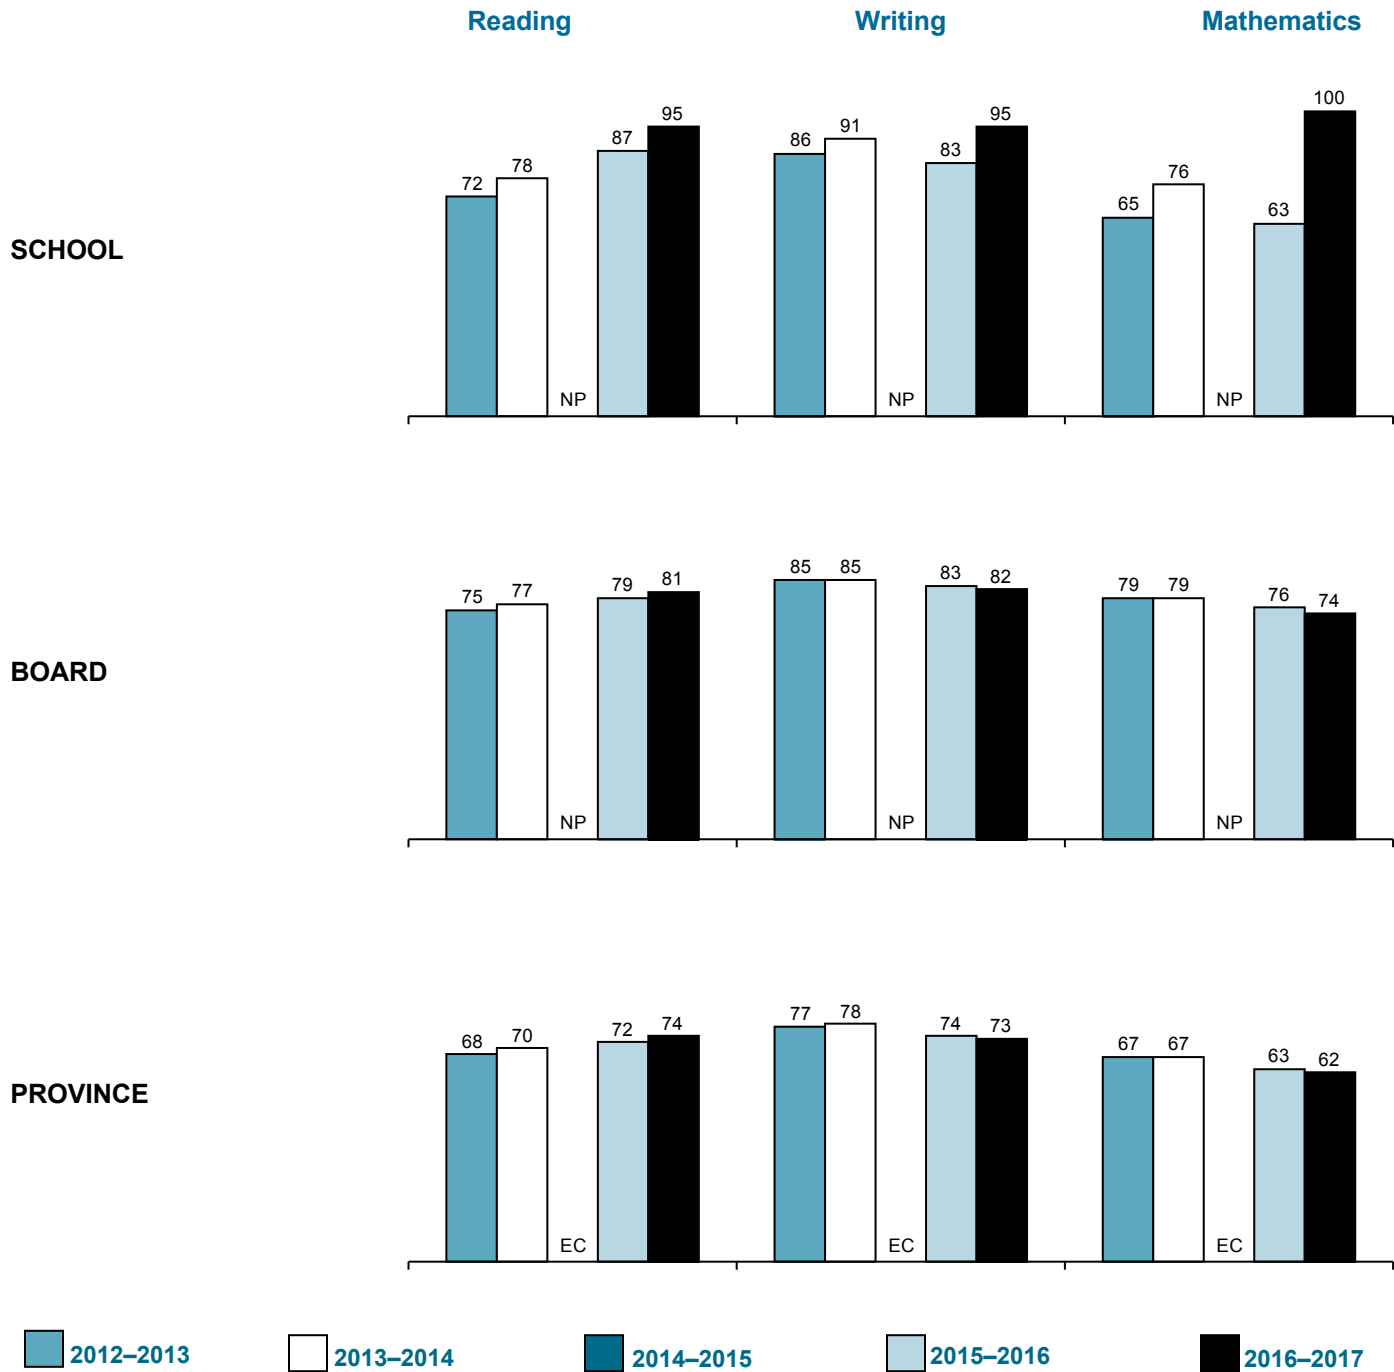 Reading Writing Mathematics
SCHOOL
72 78 NP 87 95 86 91 NP 83 95 65 76 NP 63 100
BOARD
75 77 NP 79 81 85 85 NP 83 82 79 79 NP 76 74
PROVINCE
68 70 EC 72 74 77 78 EC 74 73 67 67 EC 63 62
2012–2013 2013–2014 2014–2015 2015–2016 2016–2017